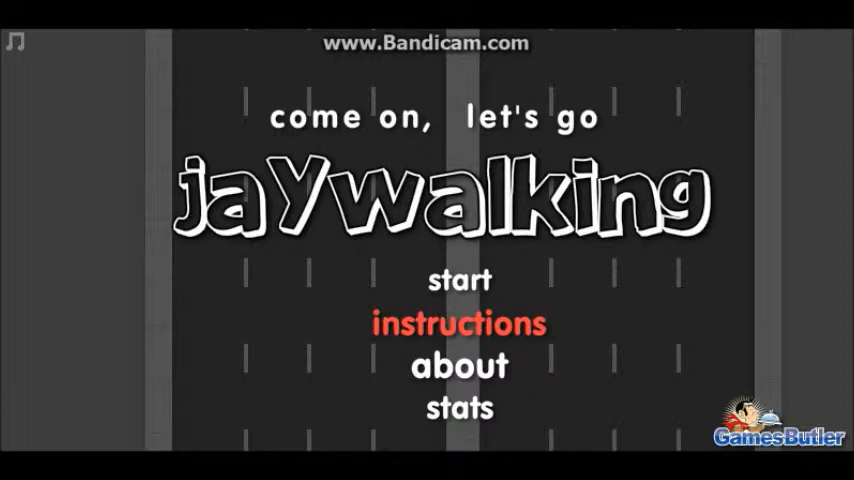 www.Bandicam.com
come on, let's go
jaywalking
start
instructions
about
stats
GamesButler